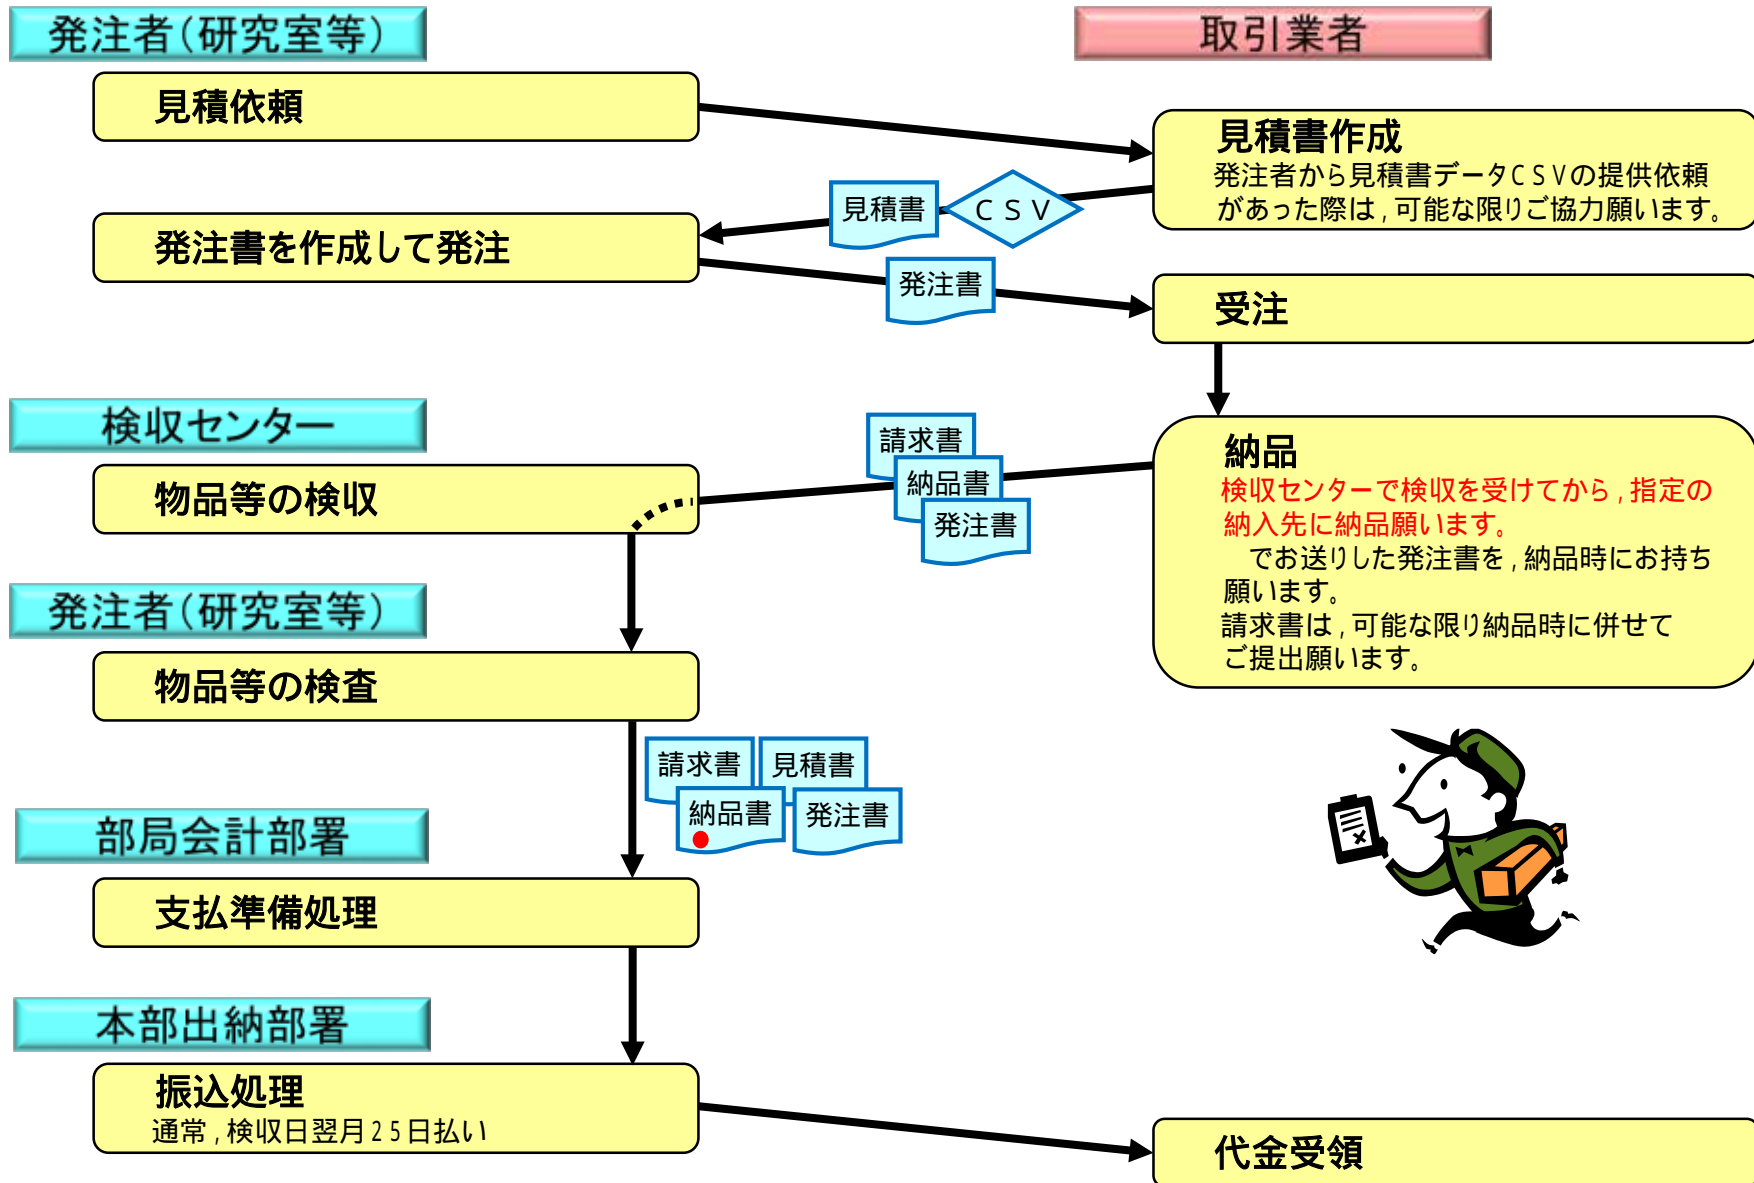 発注者（研究室等）
取引業者
見積依頼
見積書作成
発注者から見積書データＣＳＶの提供依頼
があった際は，可能な限りご協力願います。
見積書
ＣＳＶ
発注書を作成して発注
発注書
受注
検収センター
物品等の検収
請求書
納品書
発注書
納品
検収センターで検収を受けてから，指定の
納入先に納品願います。
でお送りした発注書を，納品時にお持ち
願います。
請求書は，可能な限り納品時に併せて
ご提出願います。
発注者（研究室等）
物品等の検査
請求書
見積書
納品書
発注書
部局会計部署
支払準備処理
本部出納部署
振込処理
通常，検収日翌月２５日払い
代金受領